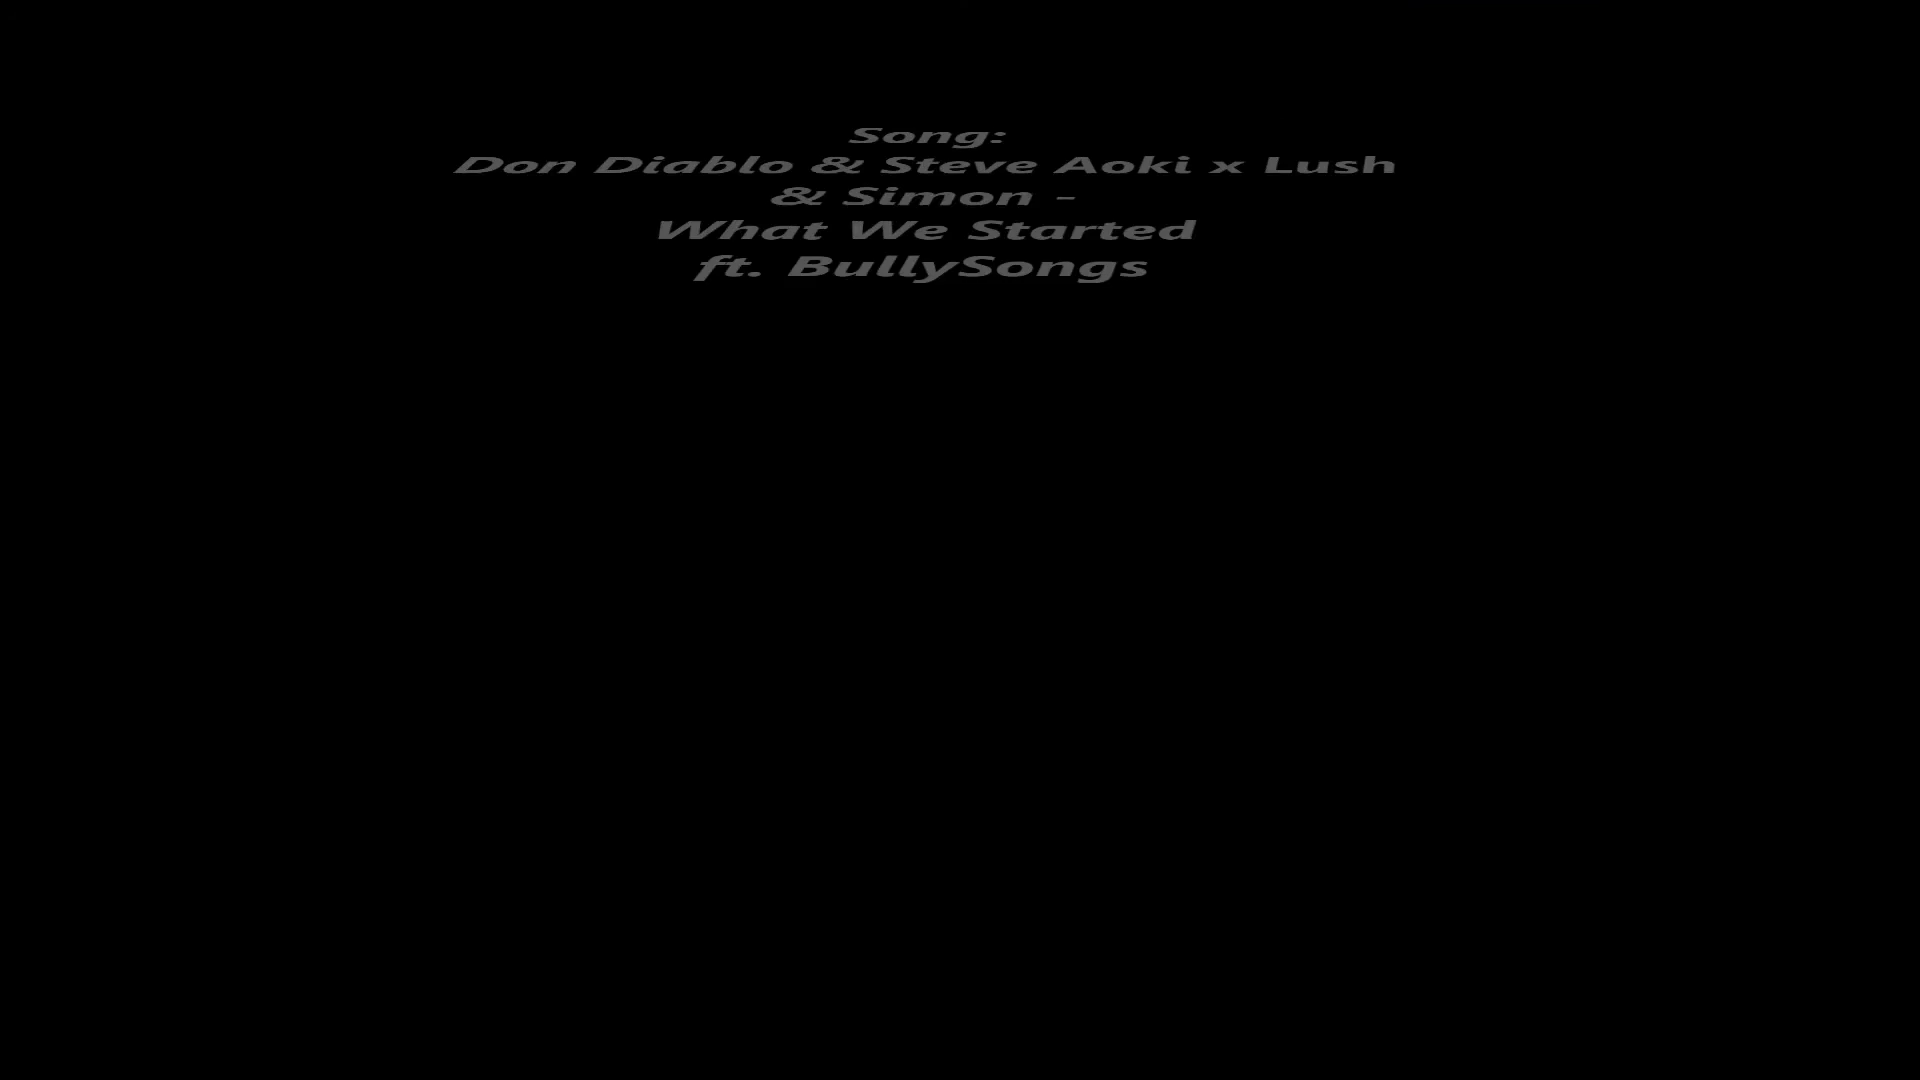 Song:
Don Diablo & Steve Aoki x Lush
& Simon -
What We Started
ft. BullySongs